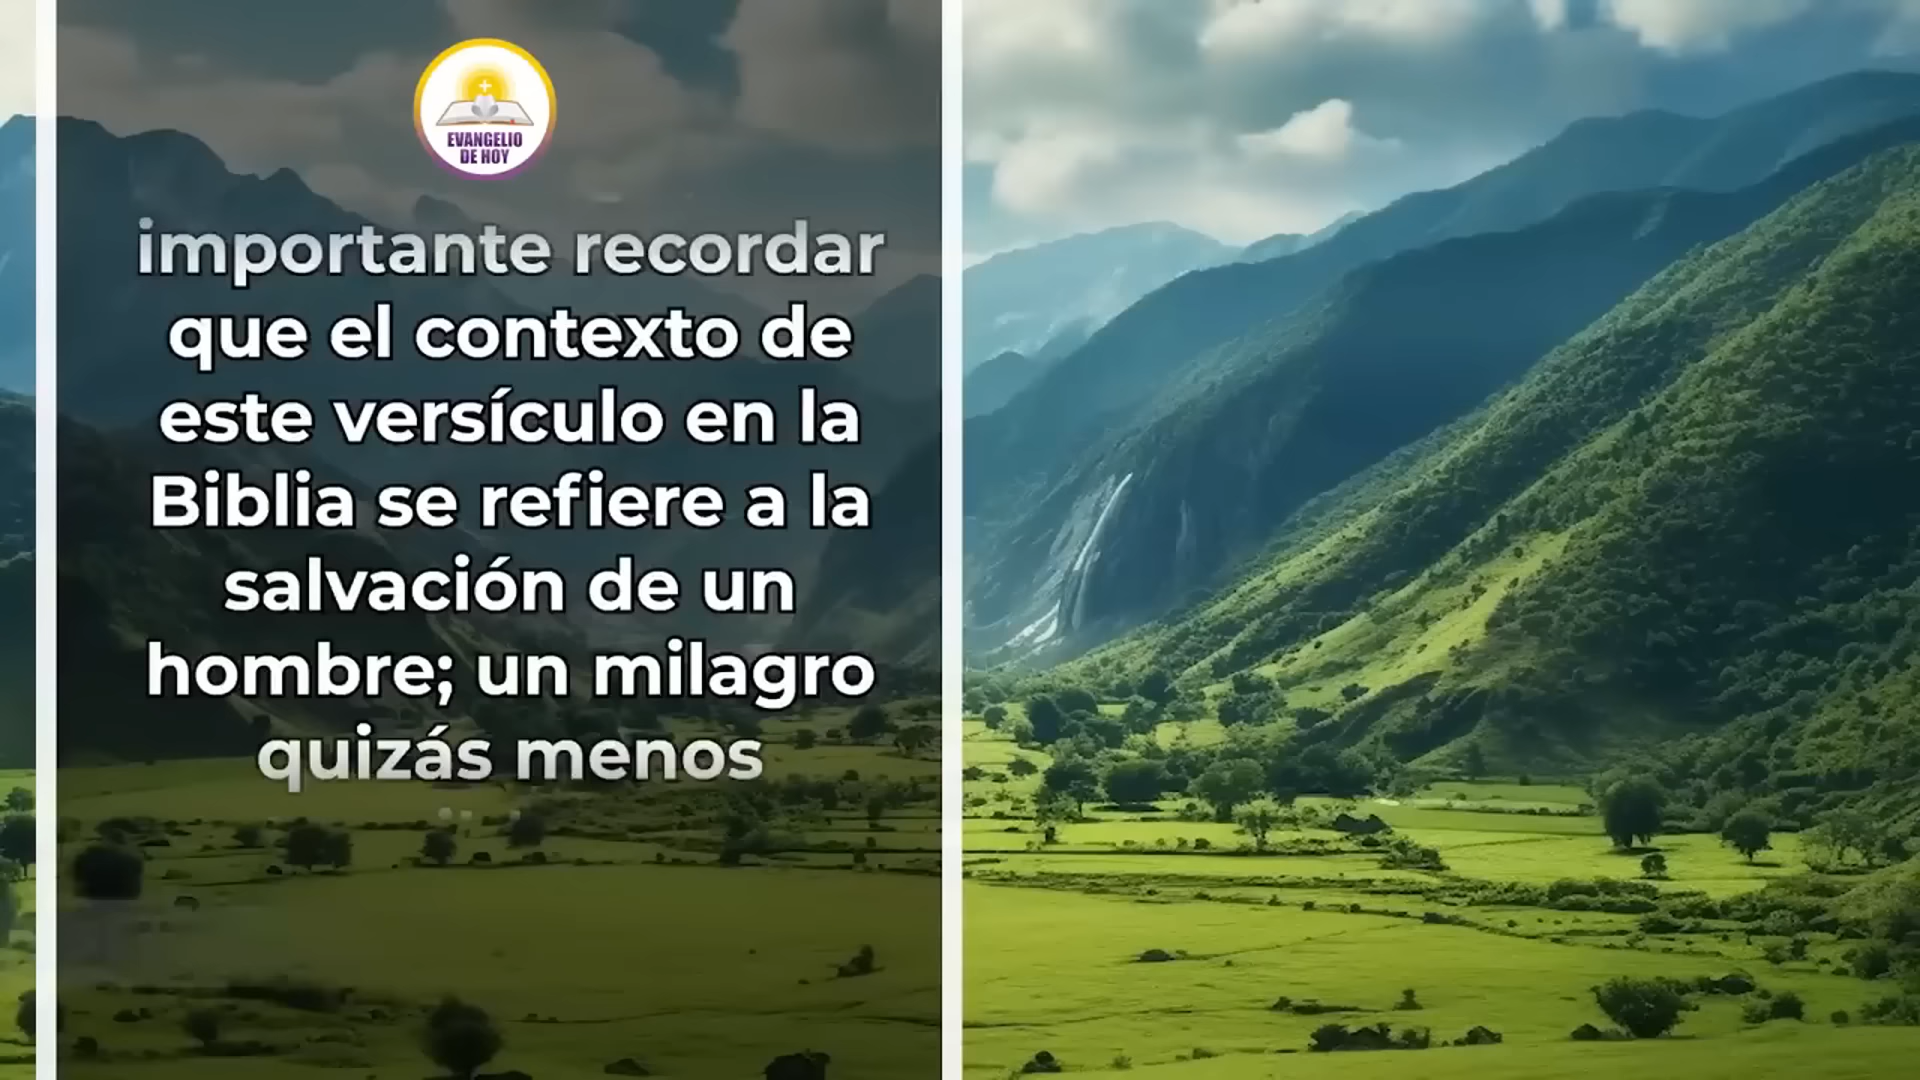 EVANGELIO
DE HOY
importante recordar
que el contexto de
este versículo en la
Biblia se refiere a la
salvación de un
hombre; un milagro
quizás menos